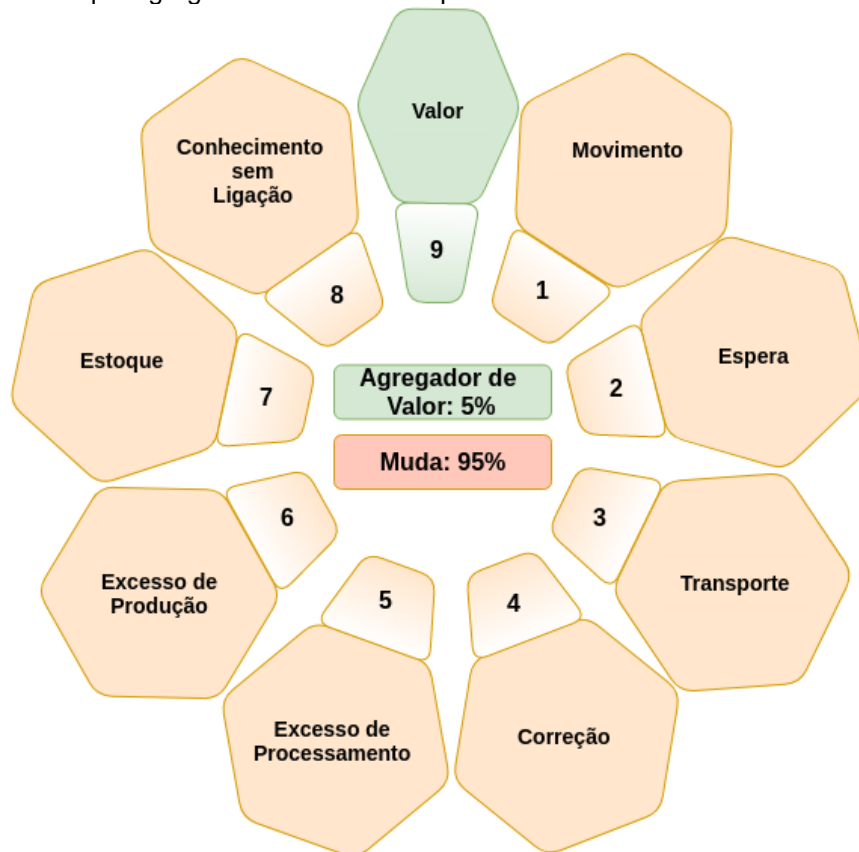 Valor
9
Movimento
1
Espera
2
Transporte
3
Correção
4
Excesso de
Processamento
5
Excesso de
Produção
6
Estoque
7
Conhecimento
sem
Ligação
8
Agregador de
Valor: 5%
Muda: 95%